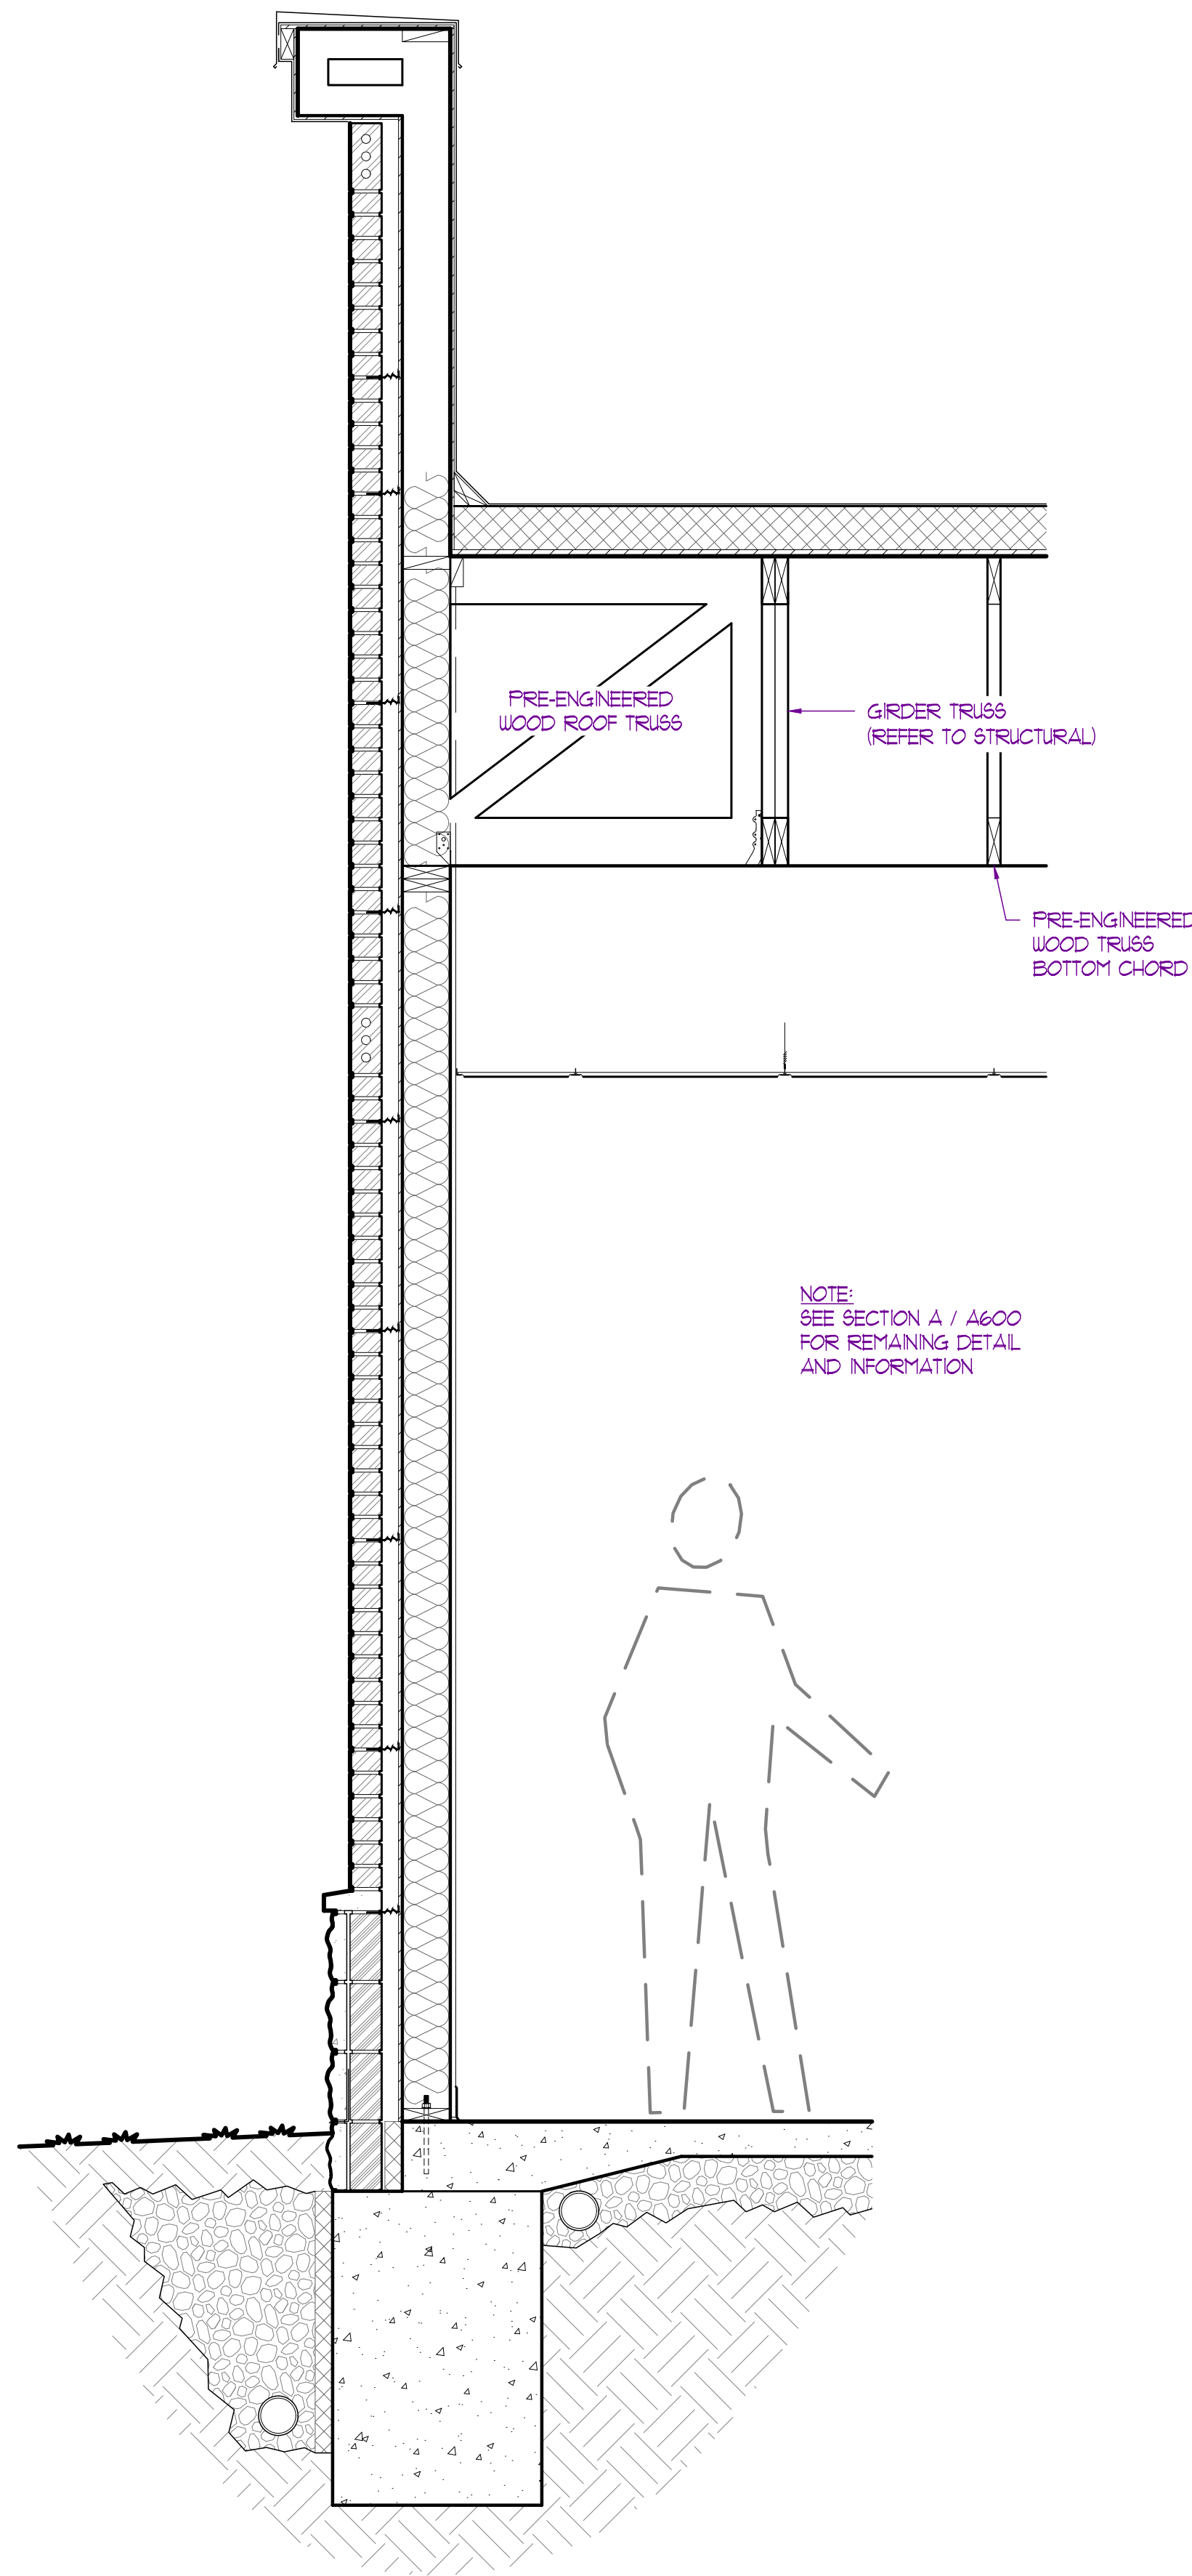 PRE-ENGINEERED
WOOD ROOF TRUSS
GIRDER TRUSS
(REFER TO STRUCTURAL)
PRE-ENGINEERED
WOOD TRUSS
BOTTOM CHORD
NOTE:
SEE SECTION A / A600
FOR REMAINING DETAIL
AND INFORMATION